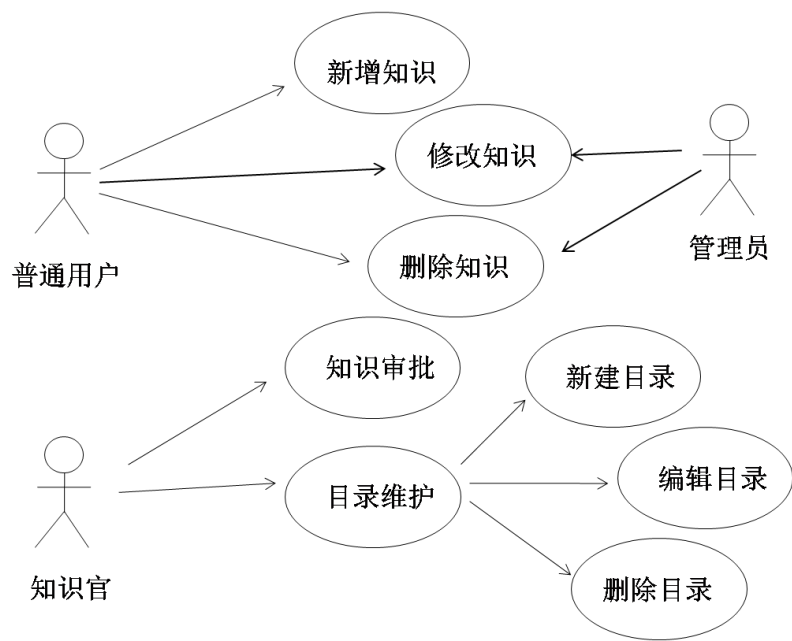 新增知识
修改知识
普通用户
管理员
删除知识
知识审批
新建目录
目录维护
编辑目录
知识官
删除目录